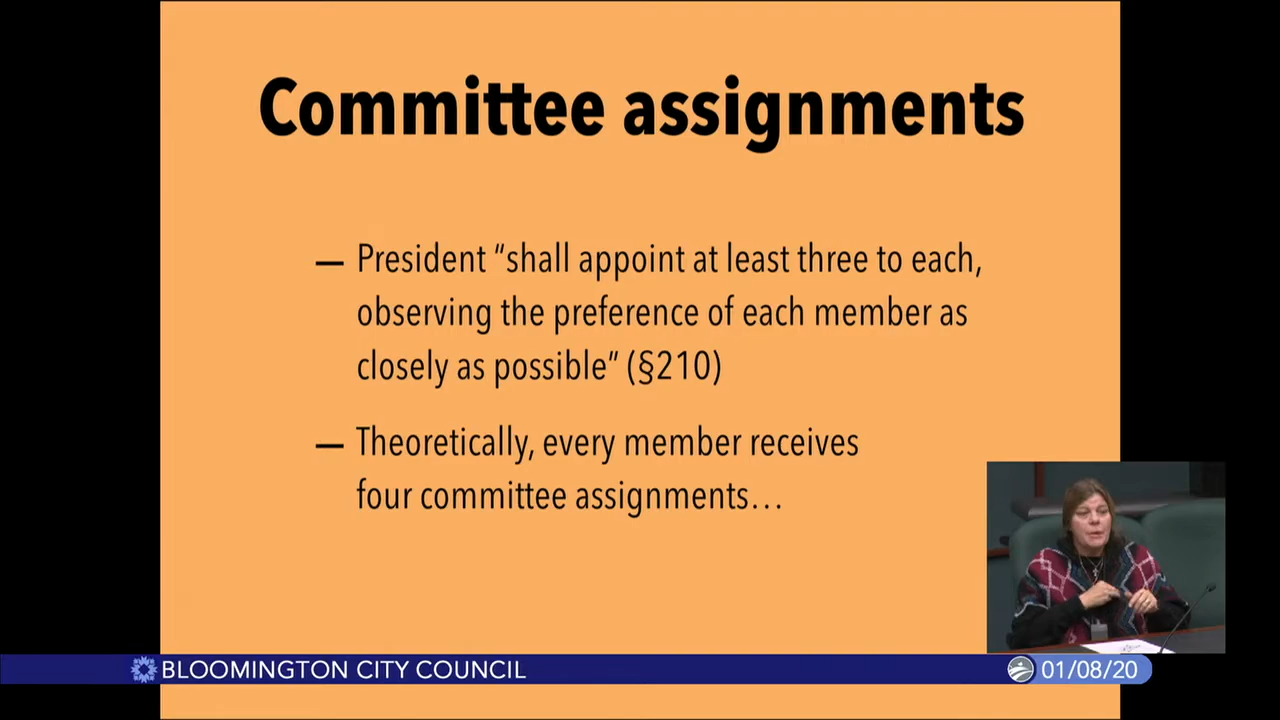 Committee assignments
— President “shall appoint at least three to each,
observing the preference of each member as
closely as possible” (§210)
— Theoretically, every member receives
four committee assignments…
BLOOMINGTON CITY COUNCIL
01/08/20